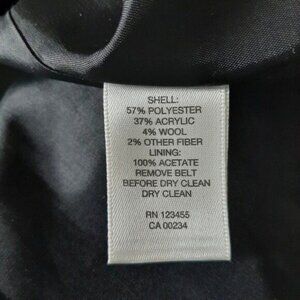 SHELL:
57% POLYESTER
37% ACRYLIC
4% WOOL
2% OTHER FIBER
LINING:
100% ACETATE
REMOVE BELT
BEFORE DRY CLEAN
DRY CLEAN
RN 123455
CA 00234